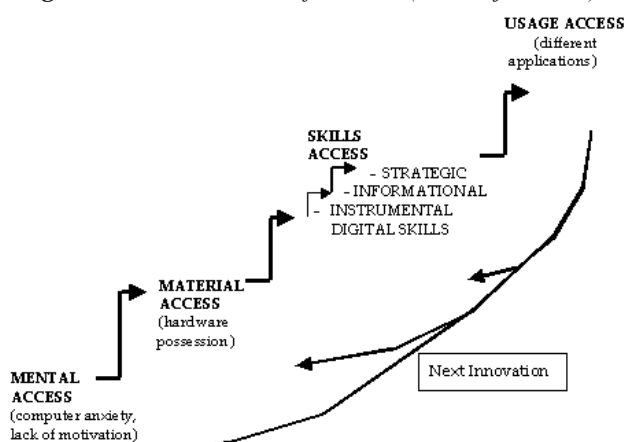 USAGE ACCESS
(different
applications)
SKILLS
ACCESS
- STRATEGIC
- INFORMATIONAL
- INSTRUMENTAL
DIGITAL SKILLS
MATERIAL
ACCESS
(hardware
possession)
Next Innovation
MENTAL
ACCESS
(computer anxiety,
lack of motivation)